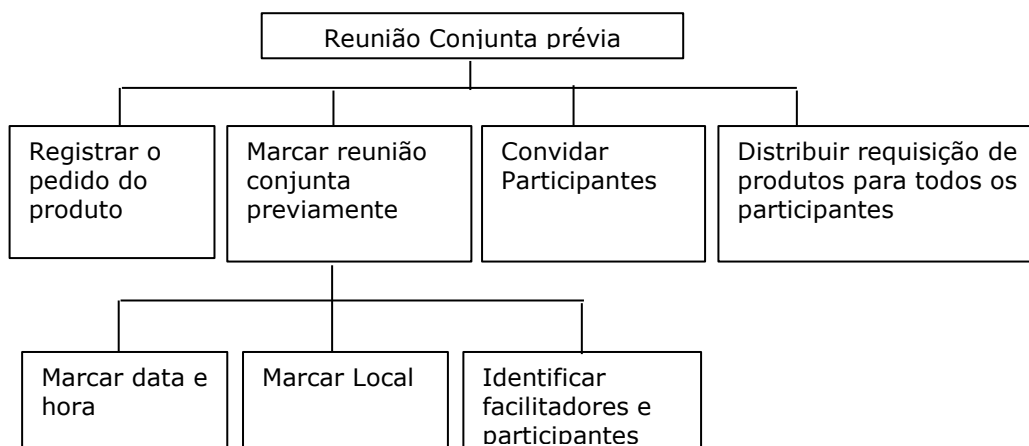 Reunião Conjunta prévia
Registrar o
pedido do
produto
Marcar reunião
conjunta
previamente
Convidar
Participantes
Distribuir requisição de
produtos para todos os
participantes
Marcar data e
hora
Marcar Local
Identificar
facilitadores e
participantes